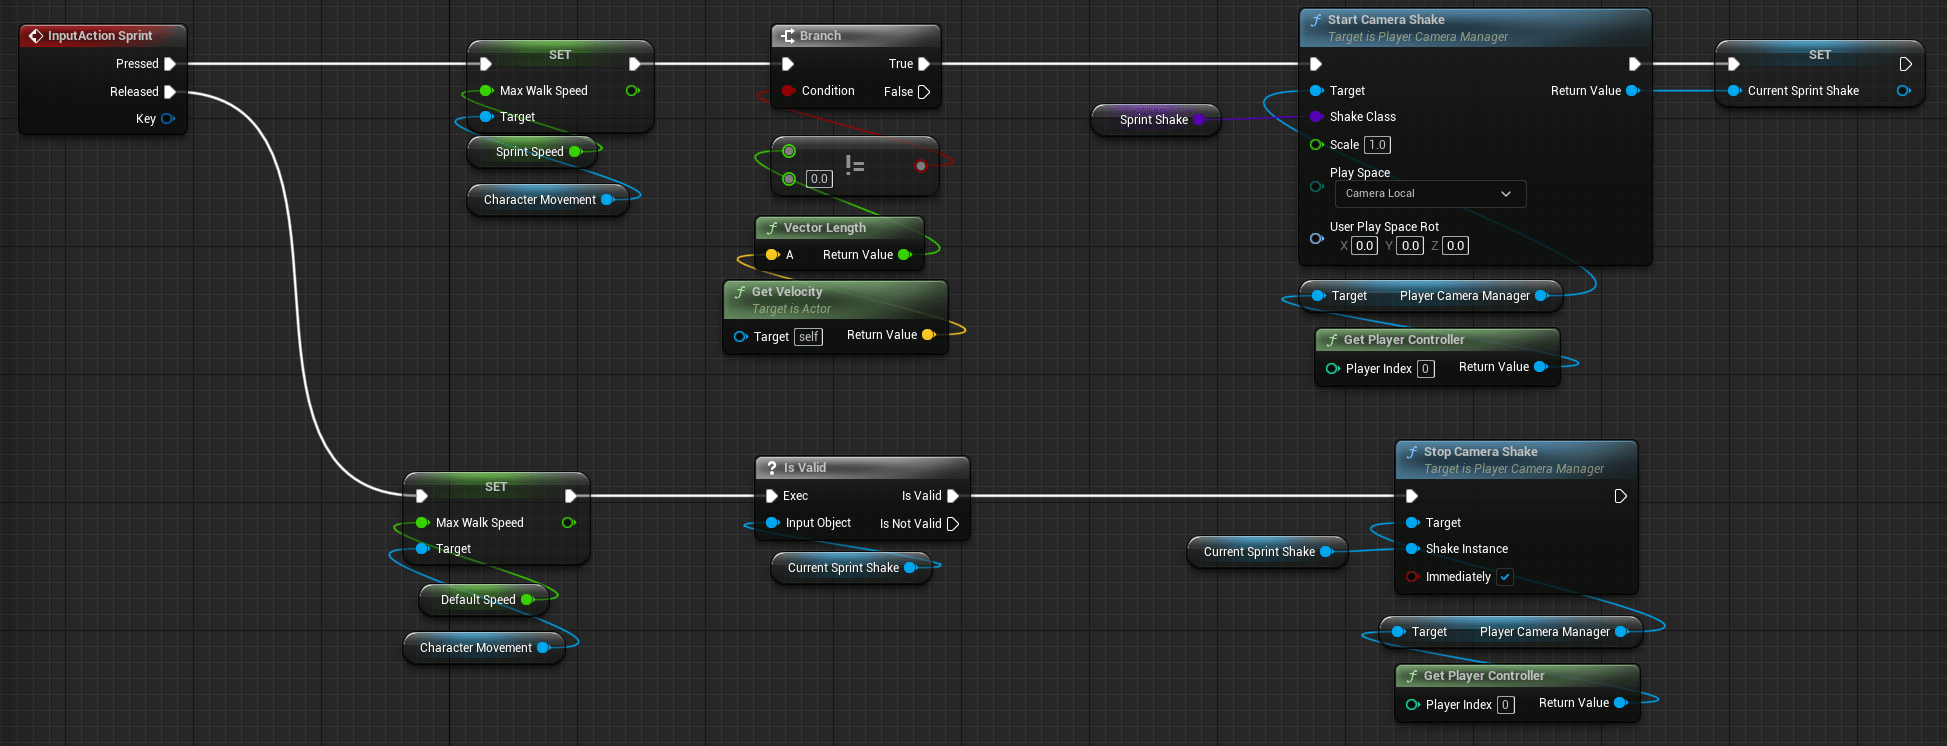 InputAction Sprint
Pressed
Released
Key
SET
Max Walk Speed
Target
Sprint Speed
Character Movement
Branch
True
Condition
False
!=
0.0
Vector Length
A
Return Value
Get Velocity
Target is Actor
Target
self
Return Value
Sprint Shake
Start Camera Shake
Target is Player Camera Manager
Target
Return Value
Shake Class
Scale
1.0
Play Space
Camera Local
User Play Space Rot
X 0.0 Y 0.0 Z 0.0
Target
Player Camera Manager
Get Player Controller
Player Index 0
Return Value
SET
Current Sprint Shake
SET
Max Walk Speed
Target
Default Speed
Character Movement
Is Valid
Exec
Is Valid
Input Object
Is Not Valid
Current Sprint Shake
Current Sprint Shake
Stop Camera Shake
Target is Player Camera Manager
Target
Shake Instance
Immediately
Target
Player Camera Manager
Get Player Controller
Player Index 0
Return Value